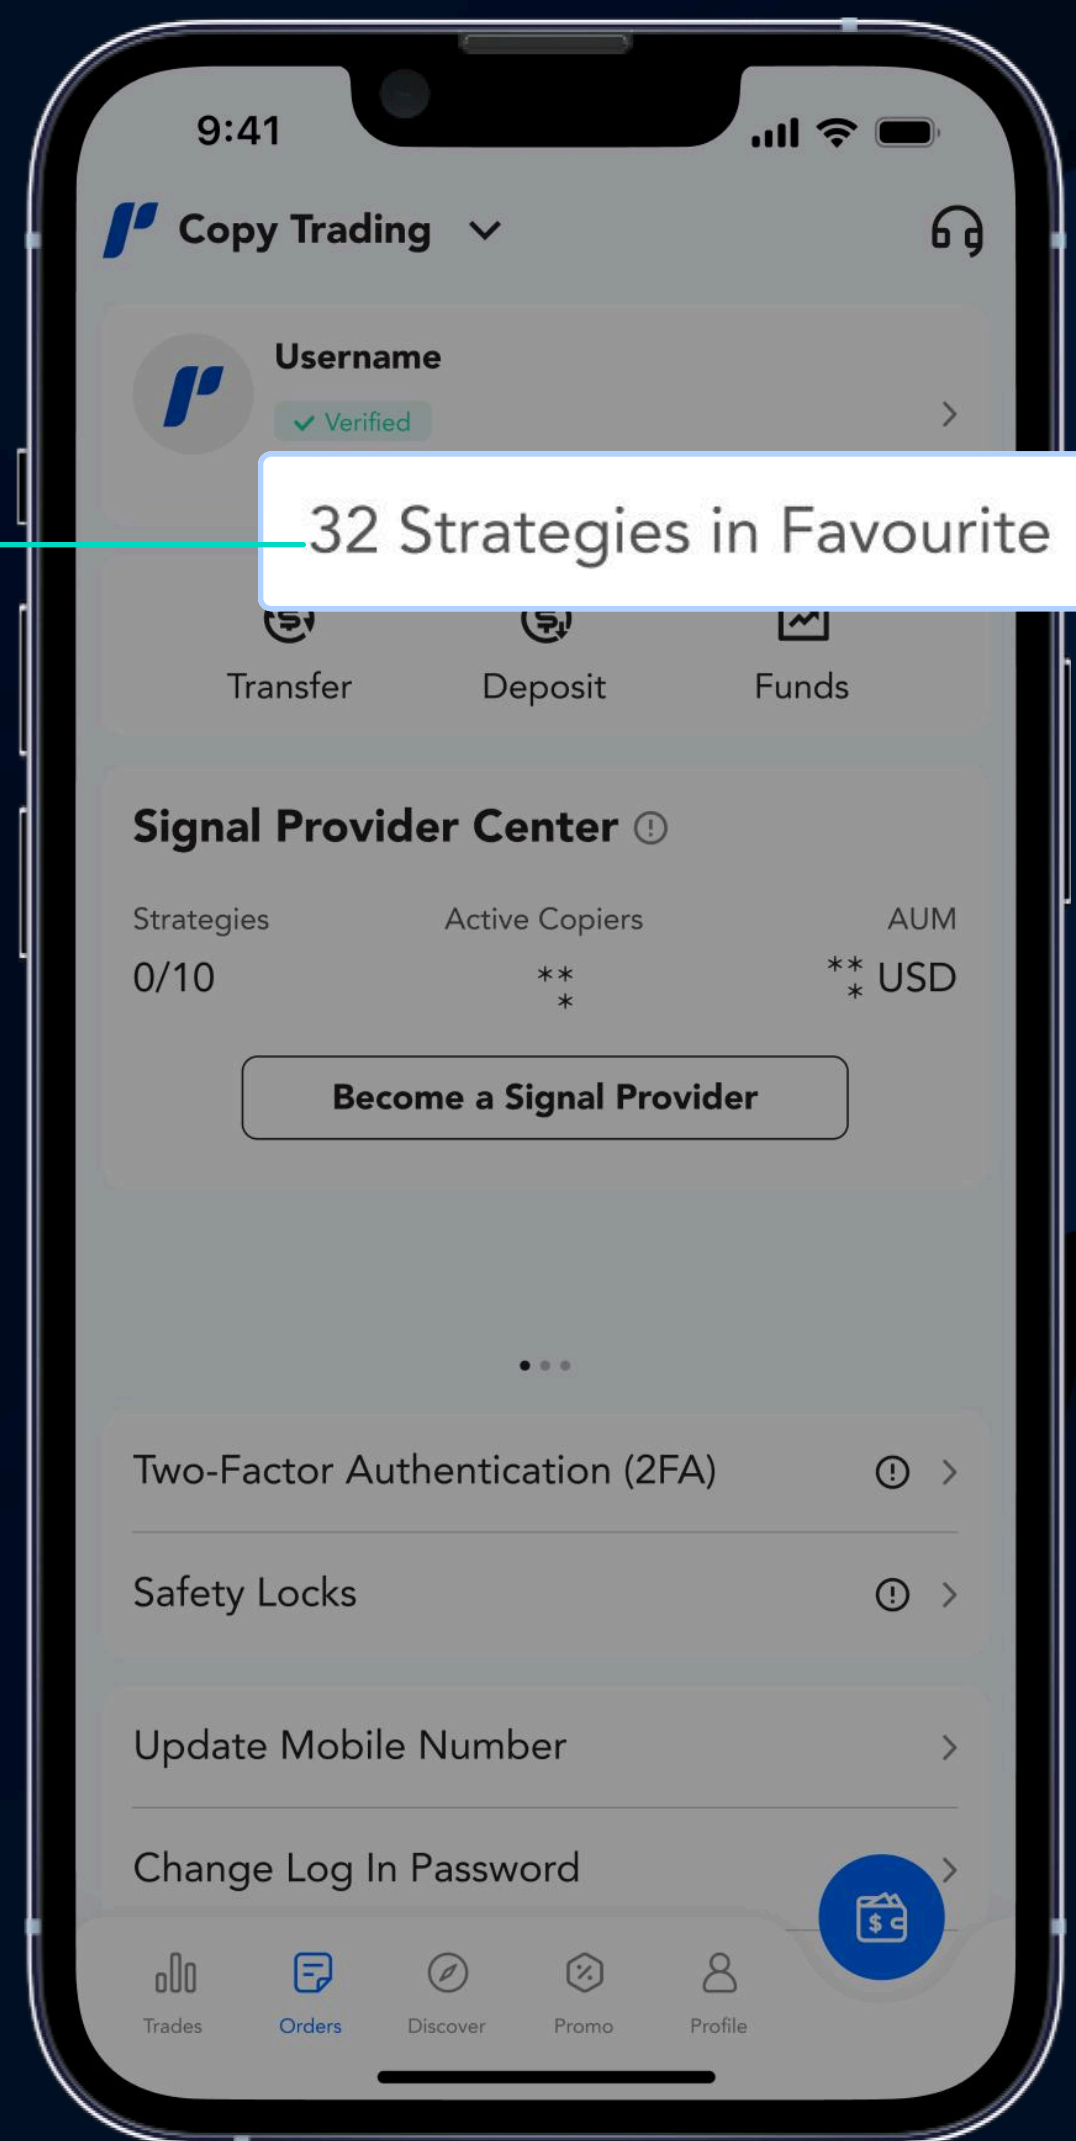 9:41
Copy Trading
Username
Verified
32 Strategies in Favourite
Transfer Deposit Funds
Signal Provider Center
Strategies Active Copiers AUM
0/10 *** *** USD
Become a Signal Provider
Two-Factor Authentication (2FA)
Safety Locks
Update Mobile Number
Change Log In Password
Trades Orders Discover Promo Profile